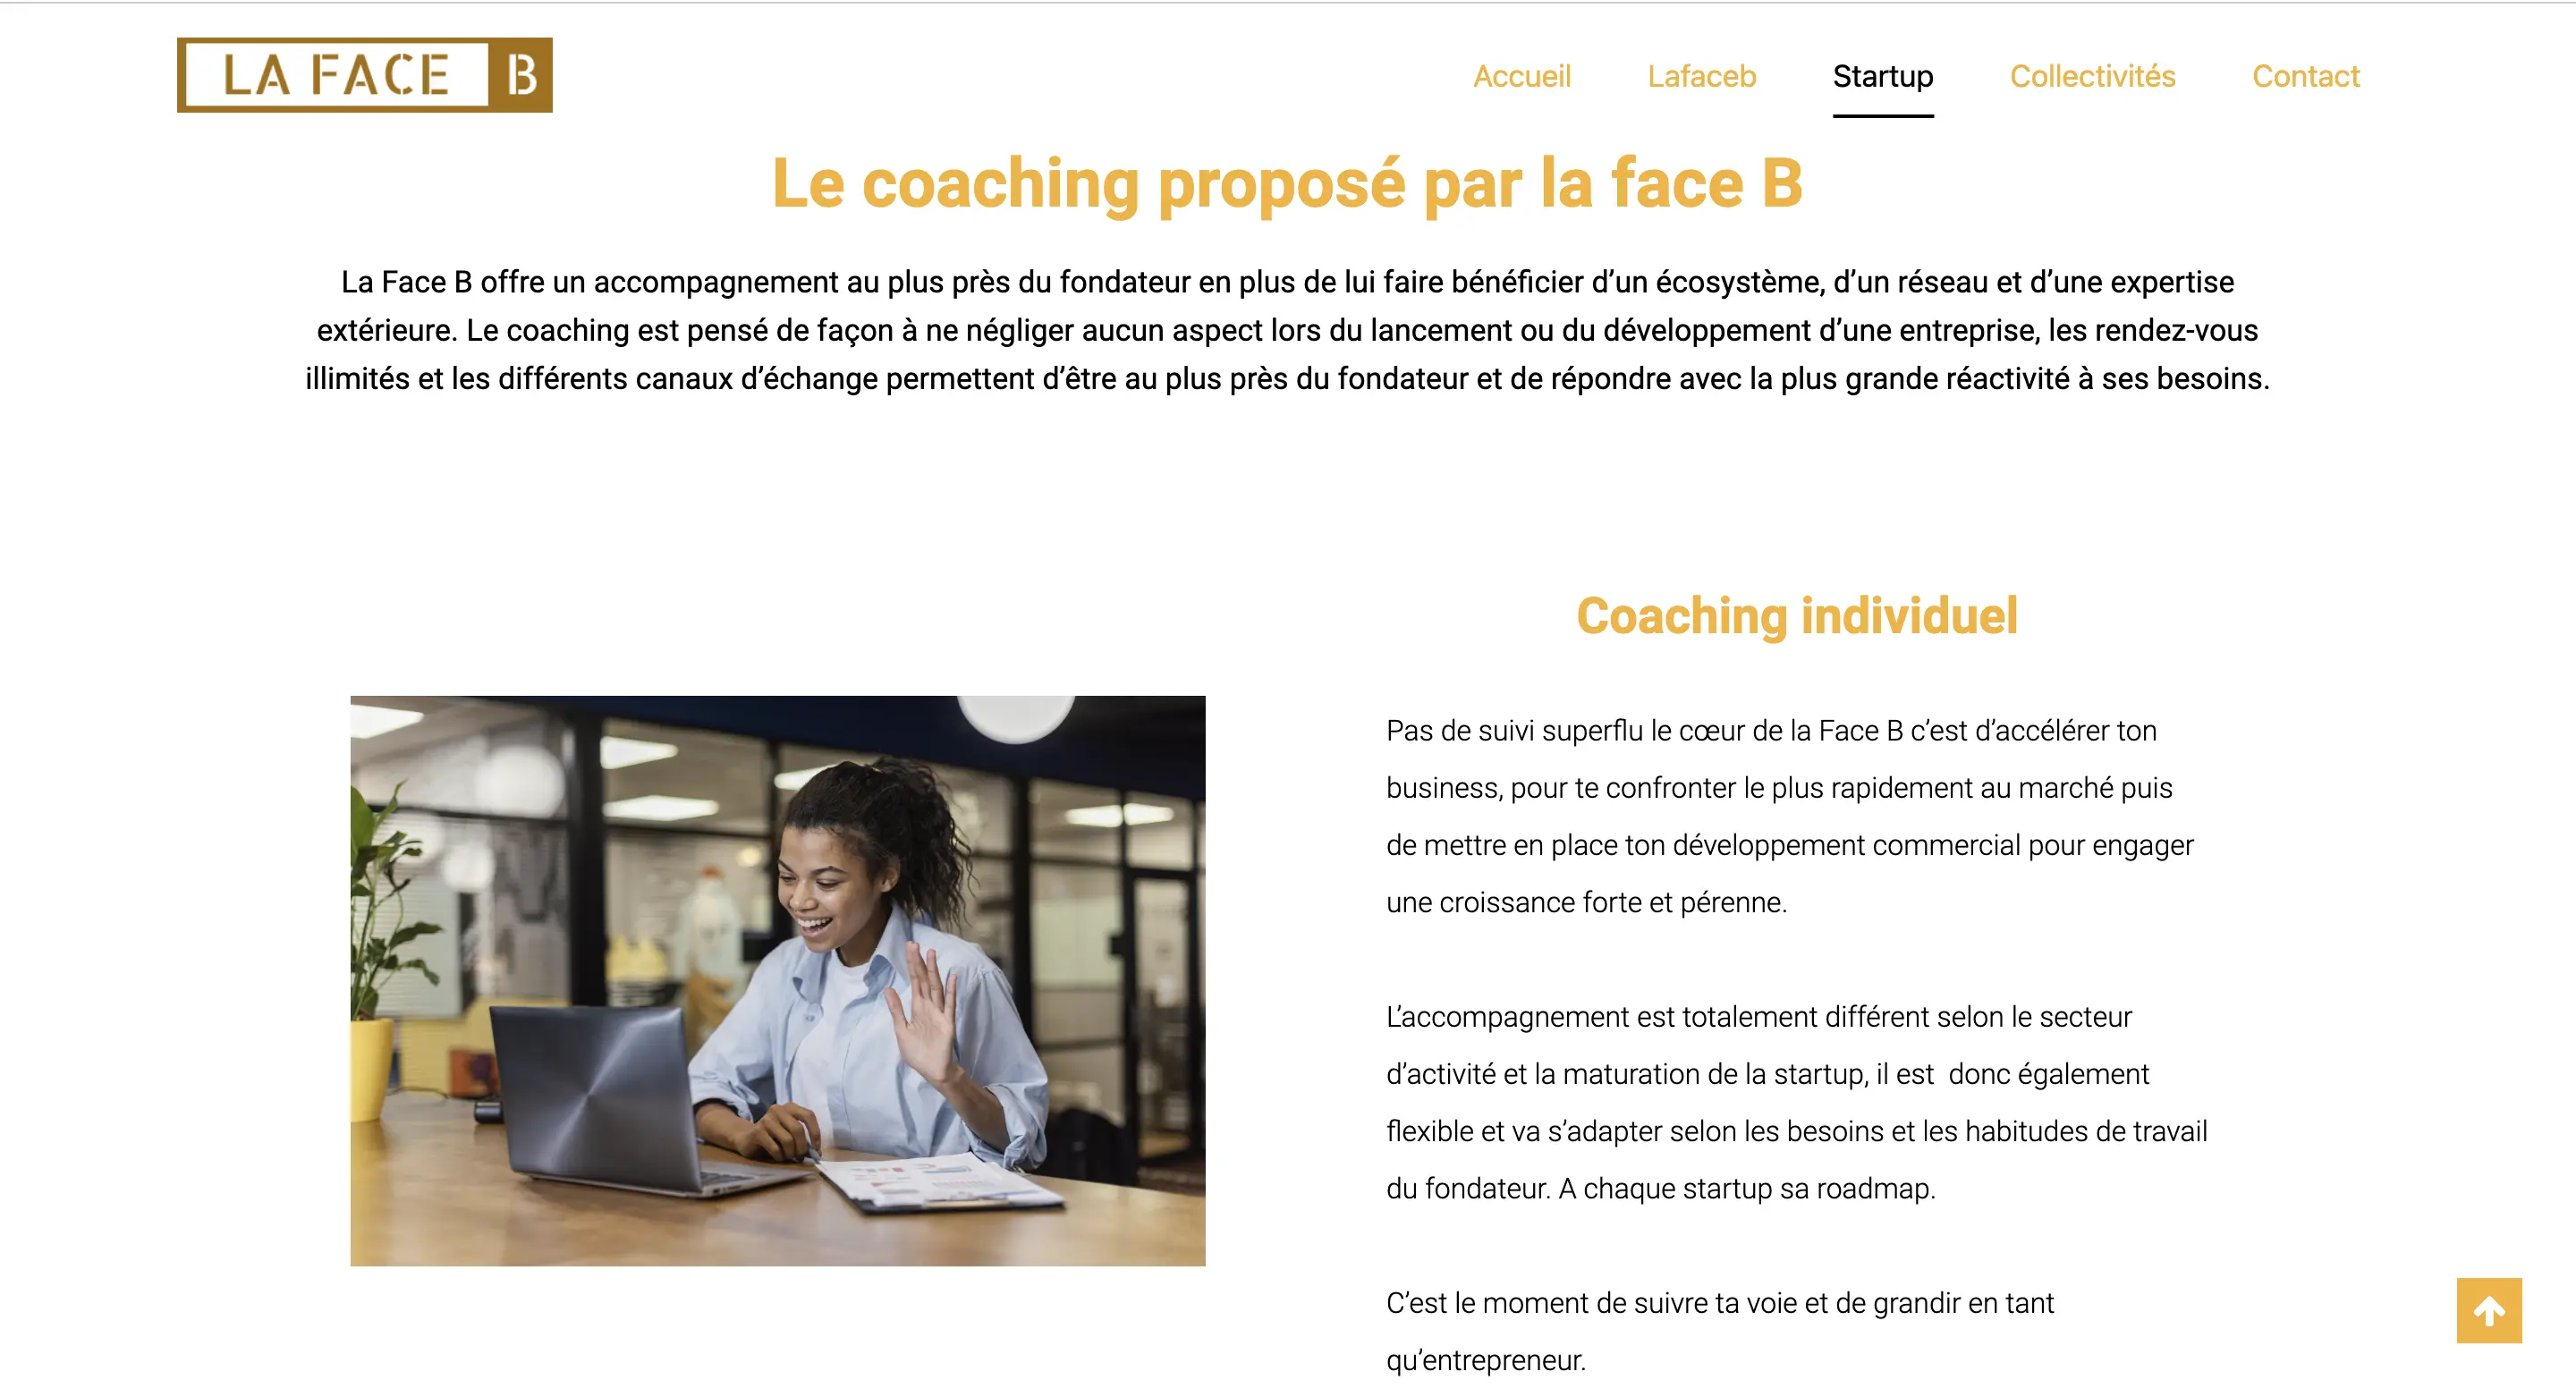 LA FACE B
Accueil Lafaceb Startup Collectivités Contact
Le coaching proposé par la face B
La Face B offre un accompagnement au plus près du fondateur en plus de lui faire bénéficier d’un écosystème, d’un réseau et d’une expertise
extérieure. Le coaching est pensé de façon à ne négliger aucun aspect lors du lancement ou du développement d’une entreprise, les rendez-vous
illimités et les différents canaux d’échange permettent d’être au plus près du fondateur et de répondre avec la plus grande réactivité à ses besoins.
Coaching individuel
Pas de suivi superflu le cœur de la Face B c’est d’accélérer ton
business, pour te confronter le plus rapidement au marché puis
de mettre en place ton développement commercial pour engager
une croissance forte et pérenne.
L’accompagnement est totalement différent selon le secteur
d’activité et la maturation de la startup, il est  donc également
flexible et va s’adapter selon les besoins et les habitudes de travail
du fondateur. A chaque startup sa roadmap.
C’est le moment de suivre ta voie et de grandir en tant
qu’entrepreneur.